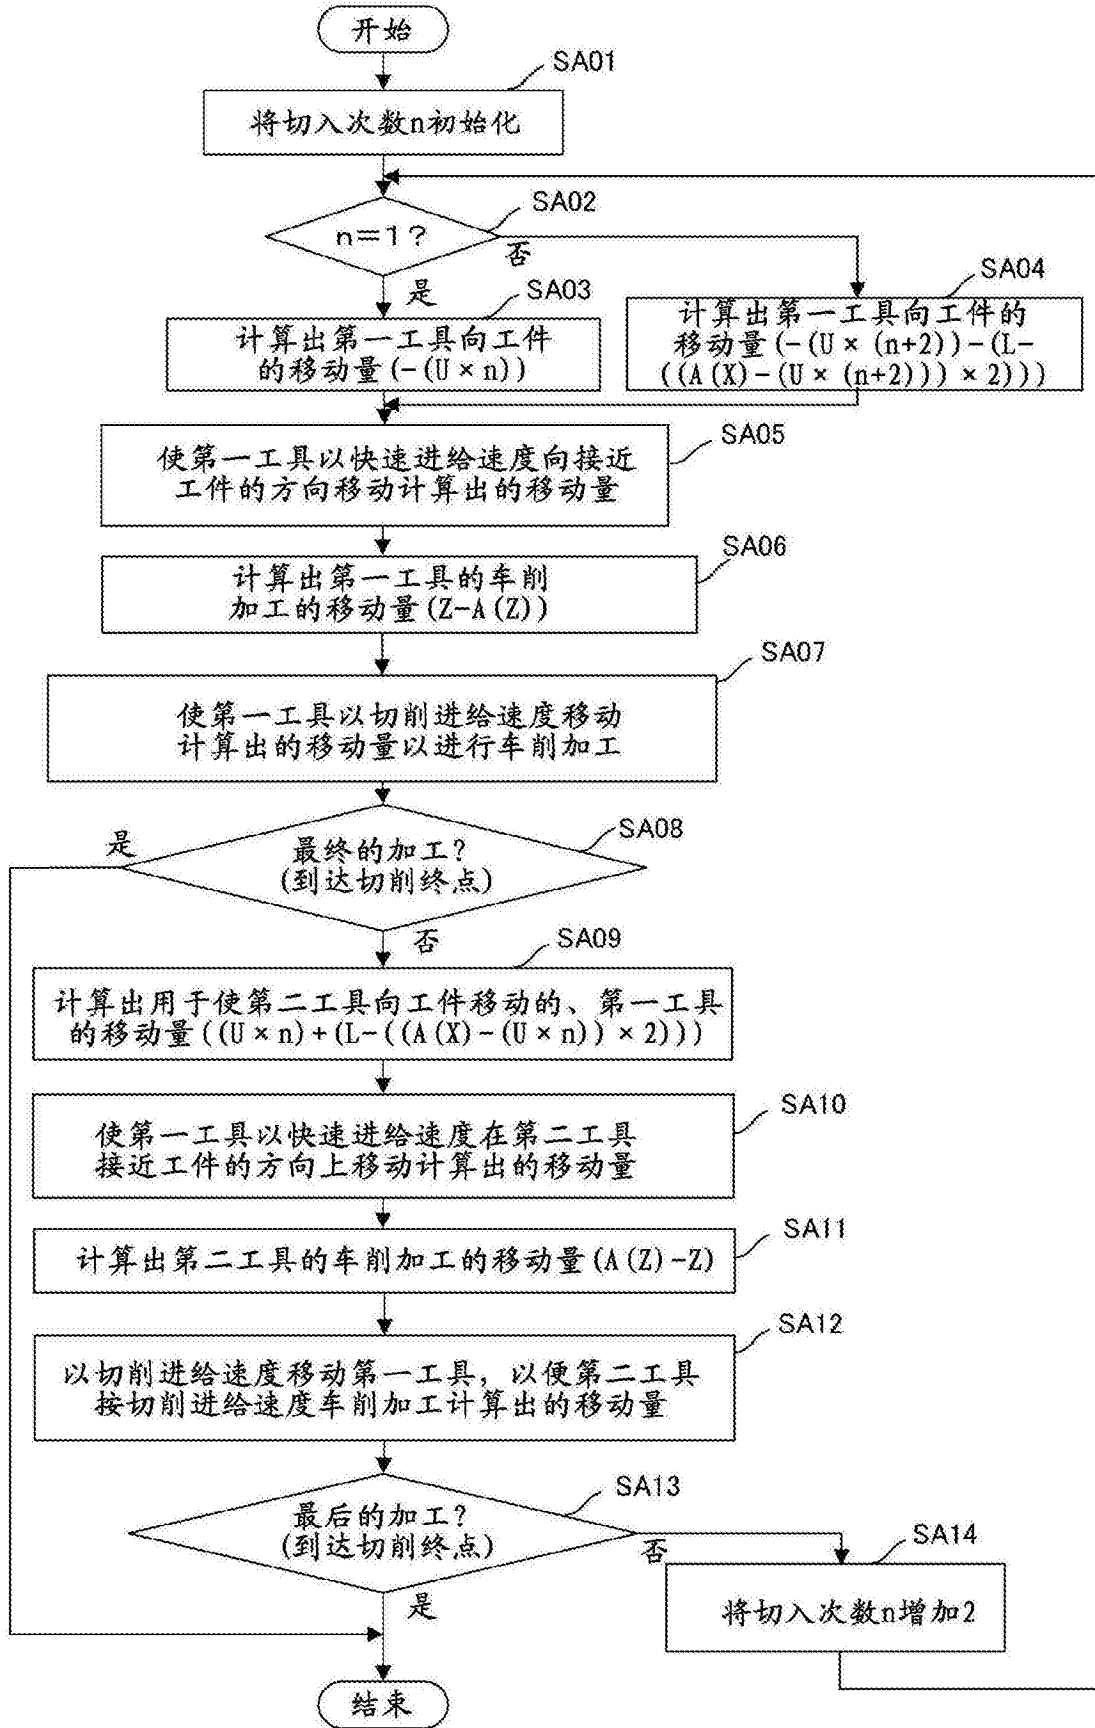 开始
SA01
将切入次数n初始化
SA02
n=1?
否
是
SA03
计算出第一工具向工件
的移动量(-(U×n))
SA04
计算出第一工具向工件的
移动量(-(U×(n+2))-(L-
((A(X)-(U×(n+2)))×2)))
SA05
使第一工具以快速进给速度向接近
工件的方向移动计算出的移动量
SA06
计算出第一工具的车削
加工的移动量(Z-A(Z))
SA07
使第一工具以切削进给速度移动
计算出的移动量以进行车削加工
SA08
是
最终的加工?
(到达切削终点)
否
SA09
计算出用于使第二工具向工件移动的、第一工具
的移动量((U×n)+(L-((A(X)-(U×n))×2)))
SA10
使第一工具以快速进给速度在第二工具
接近工件的方向上移动计算出的移动量
SA11
计算出第二工具的车削加工的移动量(A(Z)-Z)
SA12
以切削进给速度移动第一工具，以便第二工具
按切削进给速度车削加工计算出的移动量
SA13
最后的加工?
(到达切削终点)
否
是
SA14
将切入次数n增加2
结束